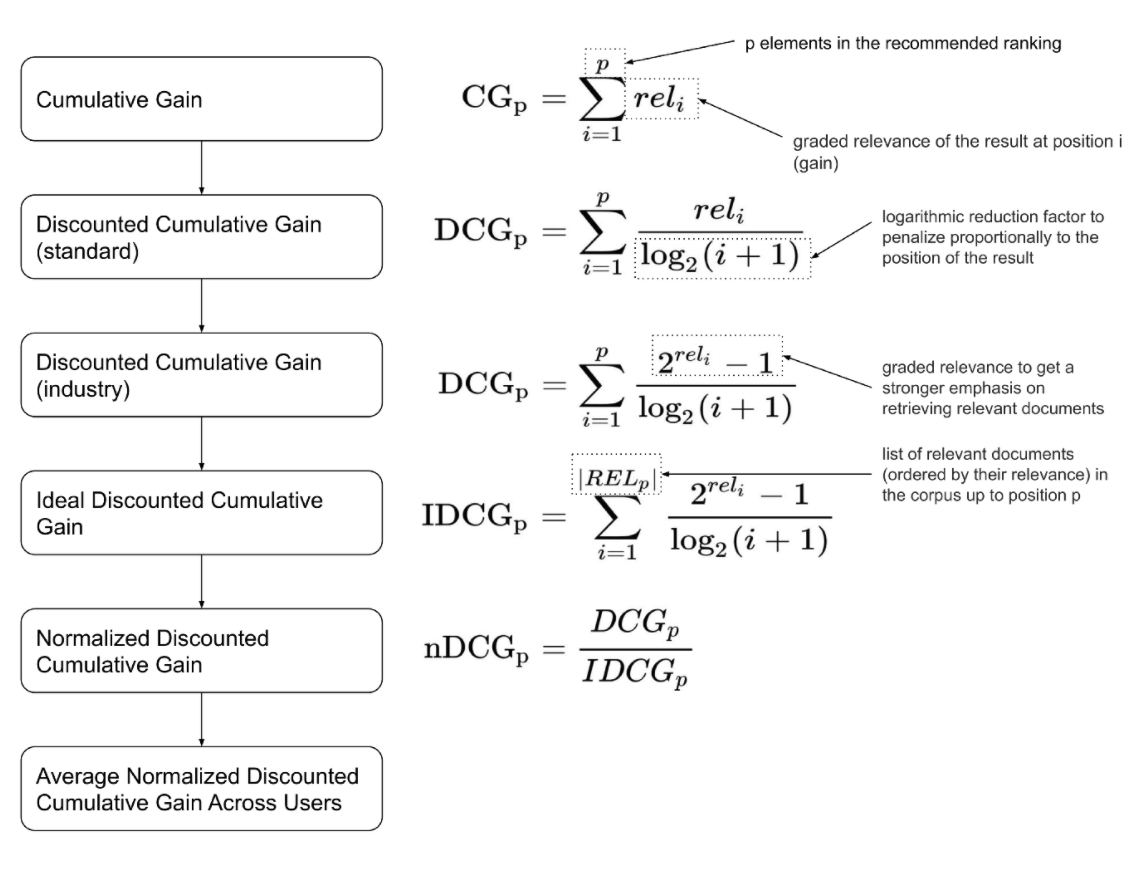 p elements in the recommended ranking
Cumulative Gain
CG_p = \sum_{i=1}^{p} rel_i
graded relevance of the result at position i
(gain)
Discounted Cumulative Gain
(standard)
DCG_p = \sum_{i=1}^{p} \frac{rel_i}{\log_2(i+1)}
logarithmic reduction factor to
penalize proportionally to the
position of the result
Discounted Cumulative Gain
(industry)
DCG_p = \sum_{i=1}^{p} \frac{2^{rel_i} - 1}{\log_2(i+1)}
graded relevance to get a
stronger emphasis on
retrieving relevant documents
Ideal Discounted Cumulative
Gain
IDCG_p = \sum_{i=1}^{|REL_p|} \frac{2^{rel_i} - 1}{\log_2(i+1)}
list of relevant documents
(ordered by their relevance) in
the corpus up to position p
Normalized Discounted
Cumulative Gain
nDCG_p = \frac{DCG_p}{IDCG_p}
Average Normalized Discounted
Cumulative Gain Across Users